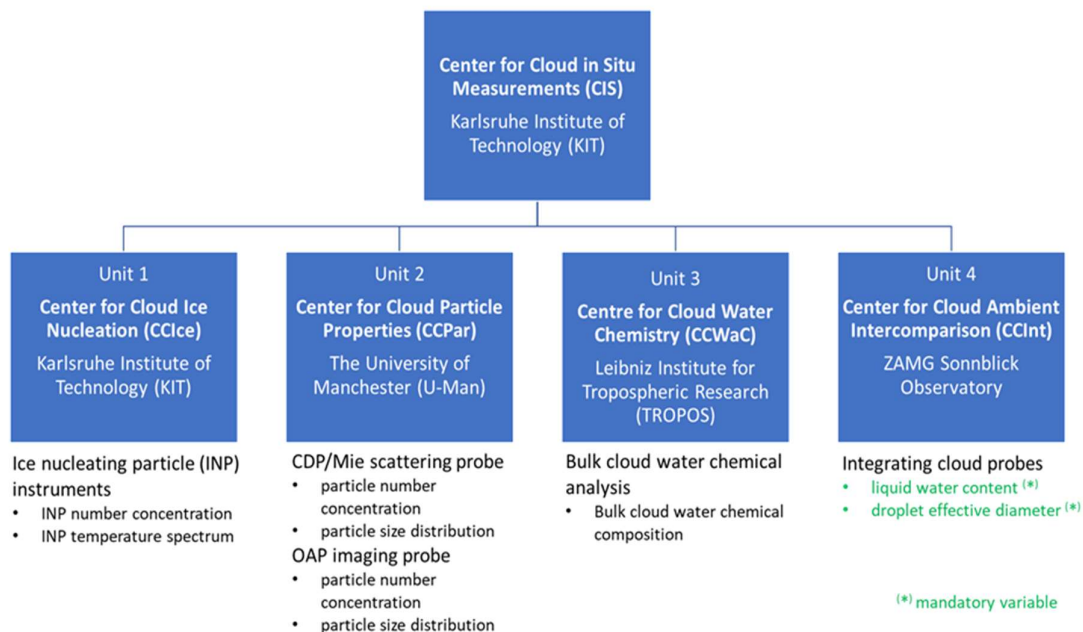 Center for Cloud in Situ
Measurements (CIS)
Karlsruhe Institute of
Technology (KIT)
Unit 1
Center for Cloud Ice
Nucleation (CCIce)
Karlsruhe Institute of
Technology (KIT)
Ice nucleating particle (INP)
instruments
• INP number concentration
• INP temperature spectrum
Unit 2
Center for Cloud Particle
Properties (CCPar)
The University of
Manchester (U-Man)
CDP/Mie scattering probe
• particle number
concentration
• particle size distribution
OAP imaging probe
• particle number
concentration
• particle size distribution
Unit 3
Centre for Cloud Water
Chemistry (CCWaC)
Leibniz Institute for
Tropospheric Research
(TROPOS)
Bulk cloud water chemical
analysis
• Bulk cloud water chemical
composition
Unit 4
Center for Cloud Ambient
Intercomparison (CCInt)
ZAMG Sonnblick
Observatory
Integrating cloud probes
• liquid water content (*)
• droplet effective diameter (*)
(*) mandatory variable